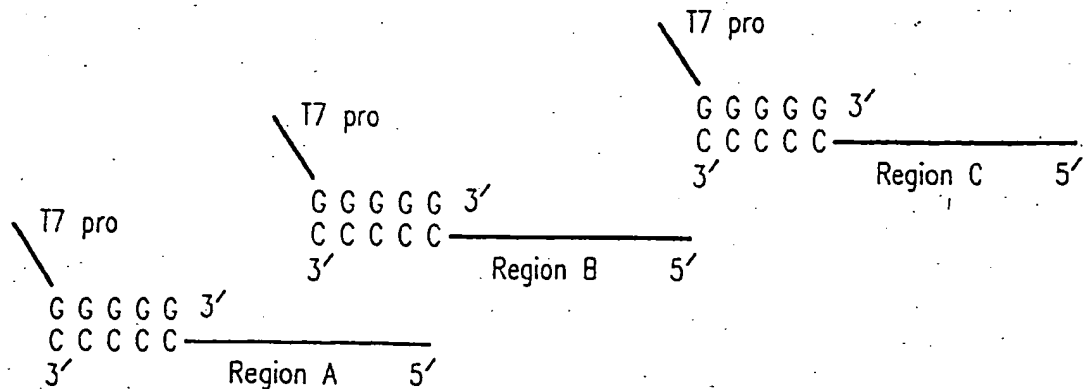 T7 pro
G G G G G 3′
C C C C C
3′ Region C 5′
T7 pro
G G G G G 3′
C C C C C
3′ Region B 5′
T7 pro
G G G G G 3′
C C C C C
3′ Region A 5′